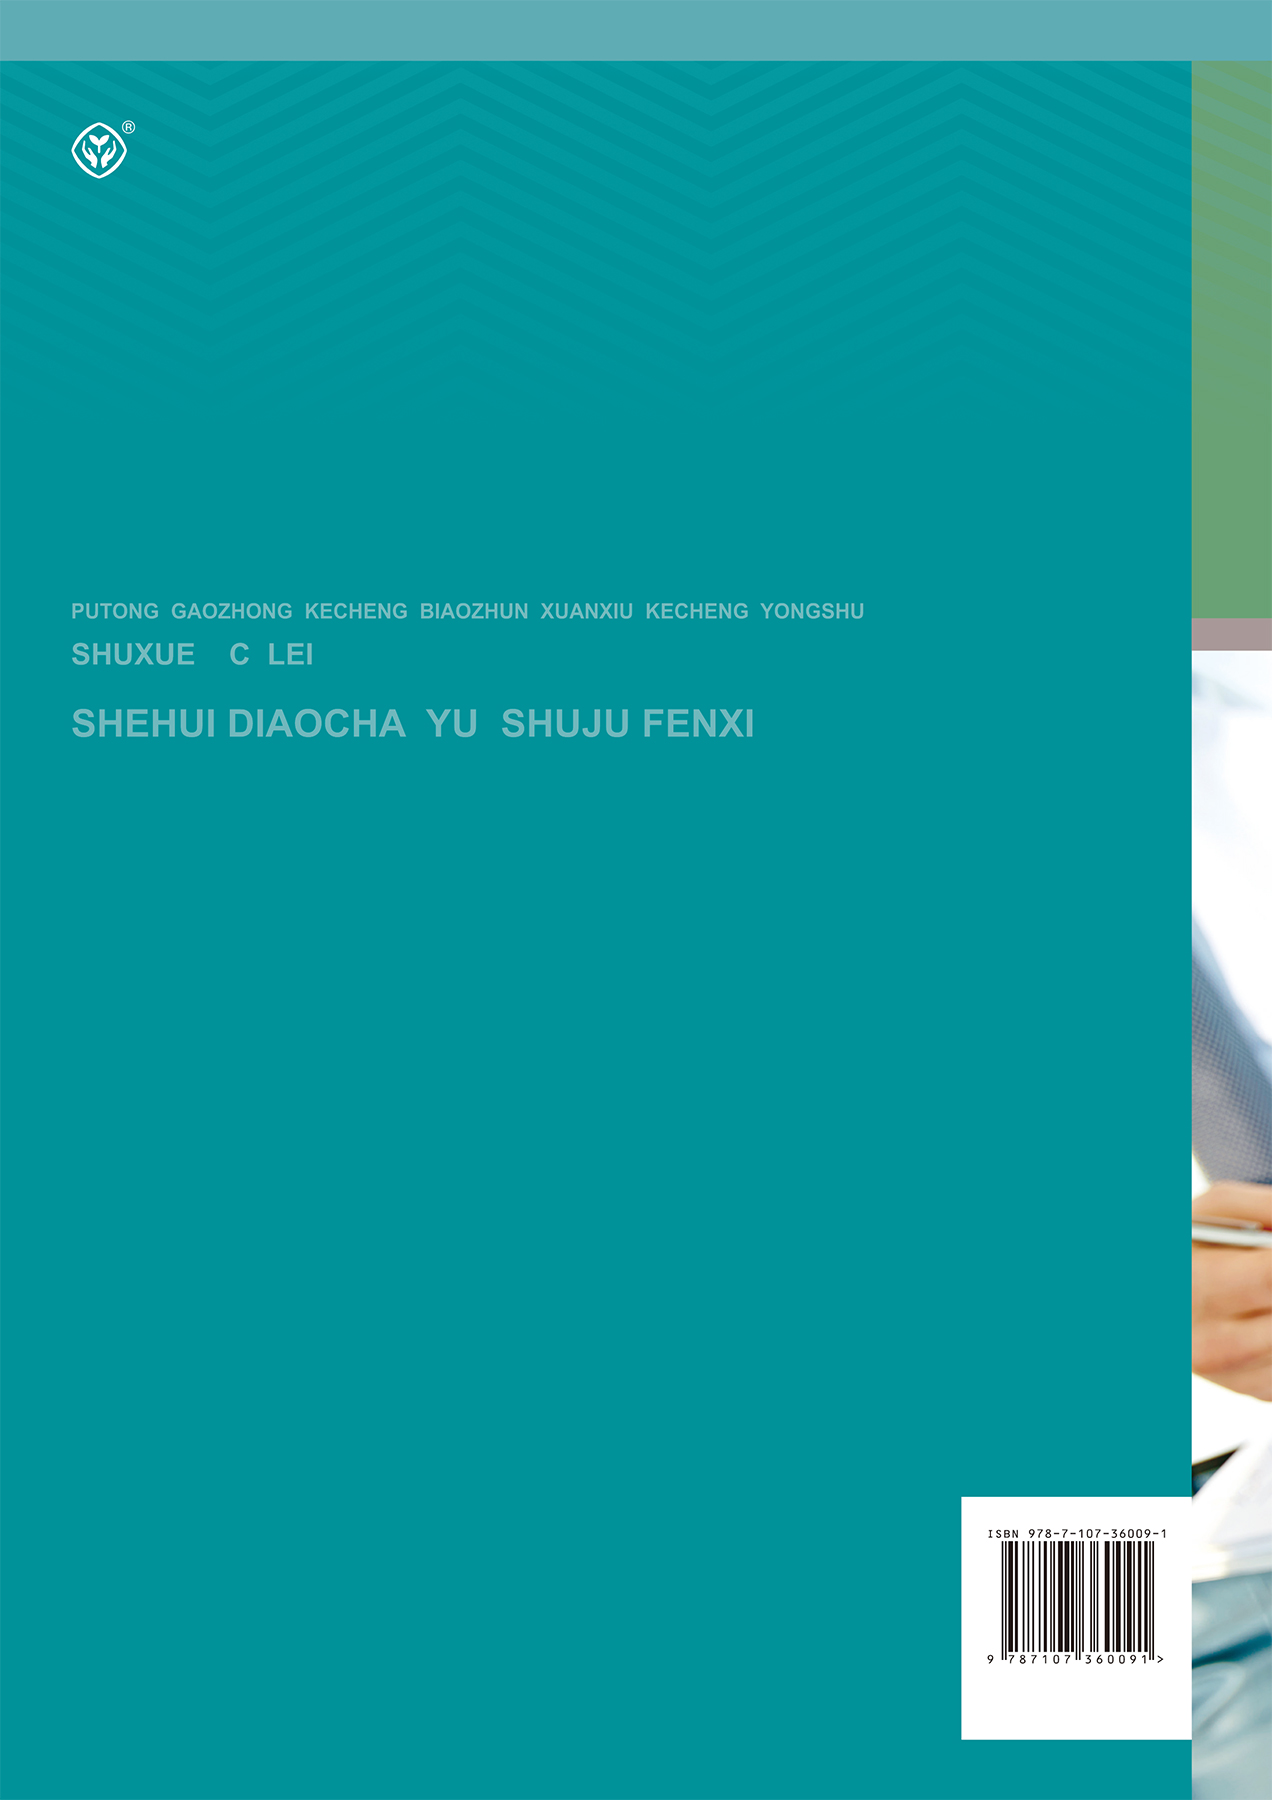 ®
PUTONG GAOZHONG KECHENG BIAOZHUN XUANXIU KECHENG YONGSHU
SHUXUE C LEI
SHEHUI DIAOCHA YU SHUJU FENXI
ISBN 978-7-107-36009-1
9 787107 360091 >